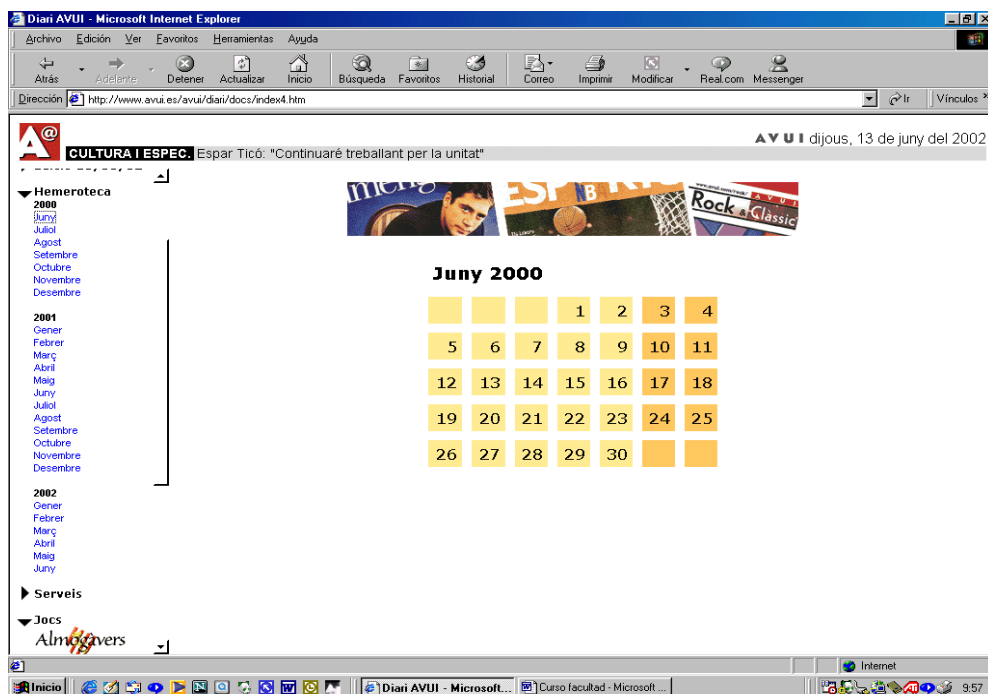 Diari AVUI - Microsoft Internet Explorer
Archivo Edición Ver Favoritos Herramientas Ayuda
Atrás Adelante Detener Actualizar Inicio Búsqueda Favoritos Historial Correo Imprimir Modificar Real.com Messenger
Dirección http://www.avui.es/avui/diari/docs/index4.htm Ir Vínculos »
A@
AVUI dijous, 13 de juny del 2002
CULTURA I ESPEC. Espar Ticó: "Continuaré treballant per la unitat"
Hemeroteca
2000
Juny
Juliol
Agost
Setembre
Octubre
Novembre
Desembre
2001
Gener
Febrer
Març
Abril
Maig
Juny
Juliol
Agost
Setembre
Octubre
Novembre
Desembre
2002
Gener
Febrer
Març
Abril
Maig
Juny
Serveis
Jocs
Almogàvers
Rock & Clàssic
Juny 2000
1 2 3 4
5 6 7 8 9 10 11
12 13 14 15 16 17 18
19 20 21 22 23 24 25
26 27 28 29 30
Internet
Inicio Diari AVUI - Microsoft... Curso facultad - Microsoft ... 9:57